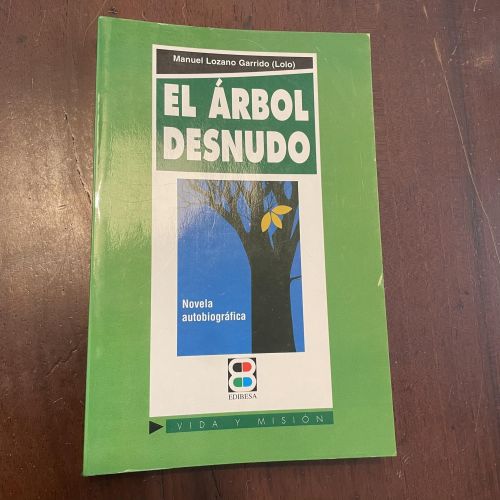 Manuel Lozano Garrido (Lolo)
EL ÁRBOL
DESNUDO
Novela
autobiográfica
EDIBESA
VIDA Y MISIÓN